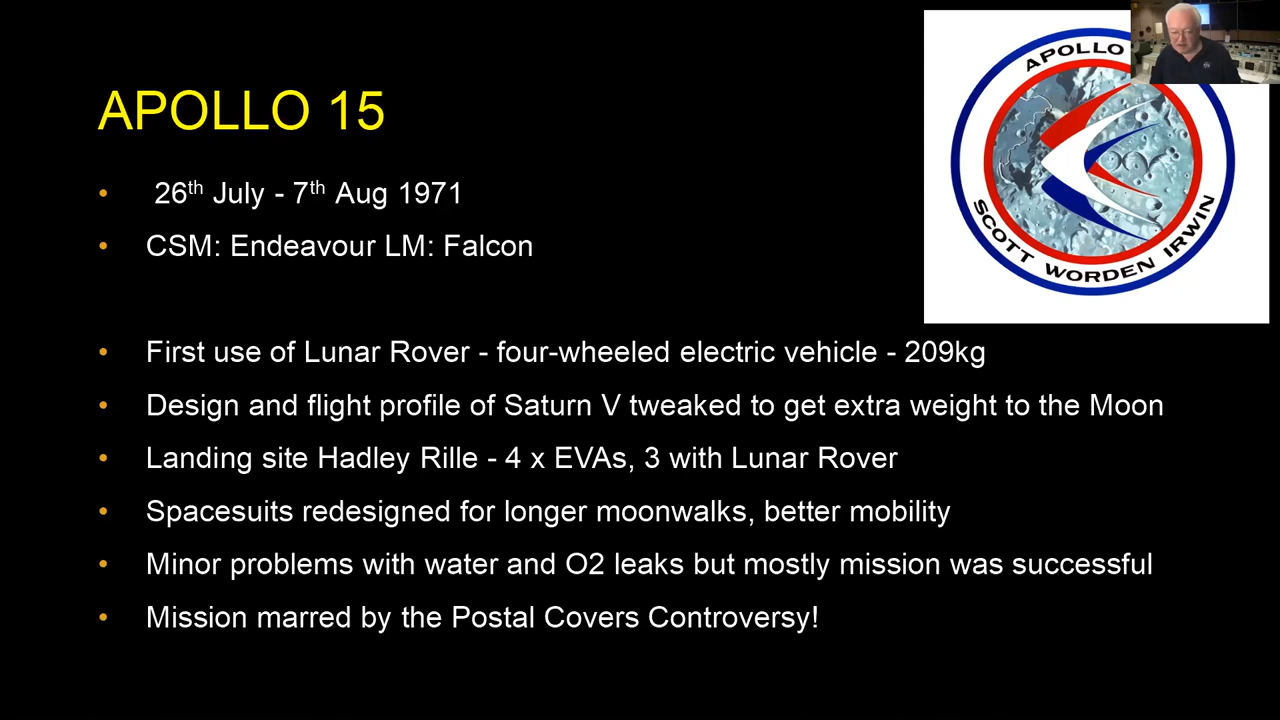 APOLLO 15
26th July - 7th Aug 1971
CSM: Endeavour LM: Falcon
First use of Lunar Rover - four-wheeled electric vehicle - 209kg
Design and flight profile of Saturn V tweaked to get extra weight to the Moon
Landing site Hadley Rille - 4 x EVAs, 3 with Lunar Rover
Spacesuits redesigned for longer moonwalks, better mobility
Minor problems with water and O2 leaks but mostly mission was successful
Mission marred by the Postal Covers Controversy!
APOLLO
SCOTT WORDEN IRWIN